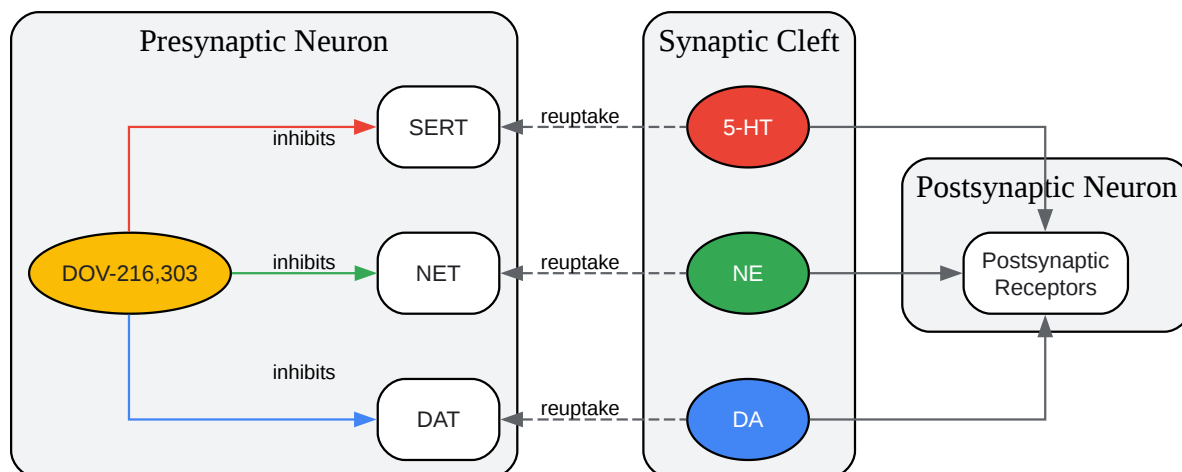 Presynaptic Neuron
Synaptic Cleft
SERT
reuptake
5-HT
inhibits
Postsynaptic Neuron
DOV-216,303
inhibits
NET
reuptake
NE
Postsynaptic
Receptors
inhibits
DAT
reuptake
DA